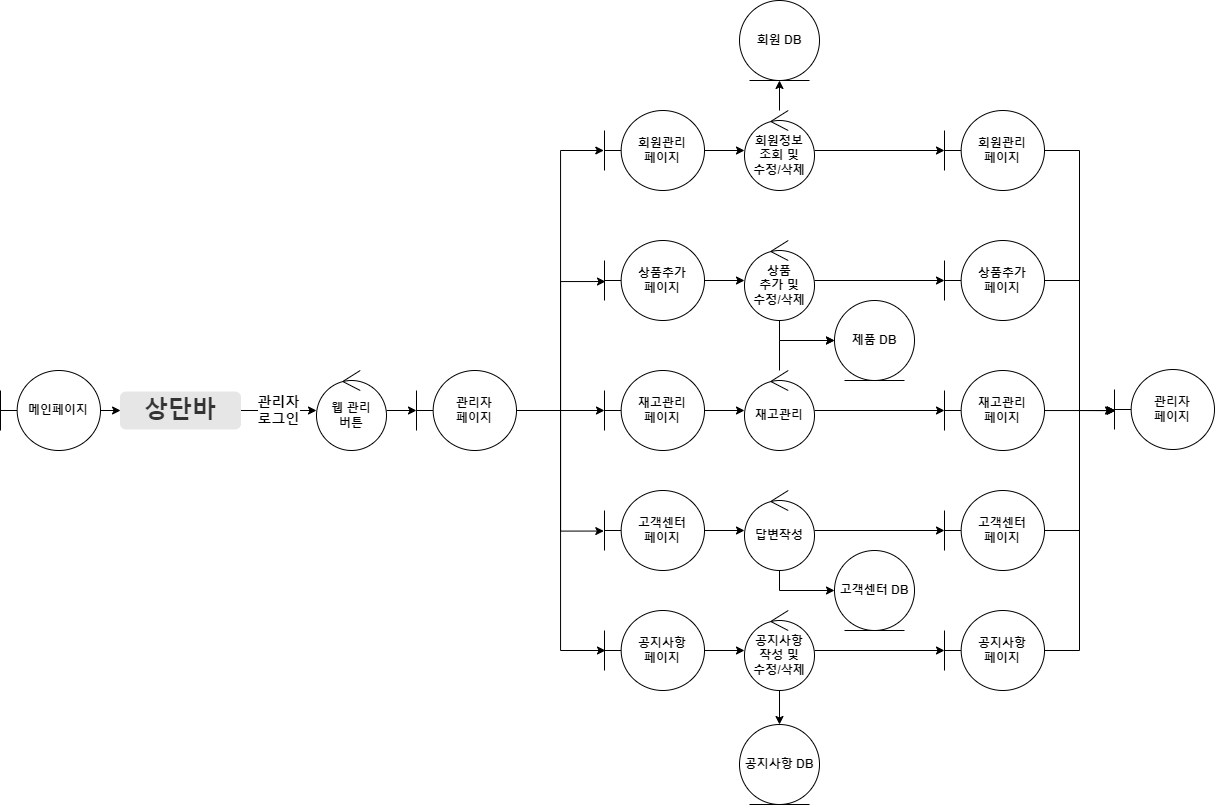 회원 DB
회원관리
페이지
회원정보
조회 및
수정/삭제
회원관리
페이지
상품추가
페이지
상품
추가 및
수정/삭제
상품추가
페이지
제품 DB
메인페이지
상단바
관리자
로그인
웹 관리
버튼
관리자
페이지
재고관리
페이지
재고관리
재고관리
페이지
관리자
페이지
고객센터
페이지
답변작성
고객센터
페이지
고객센터 DB
공지사항
페이지
공지사항
작성 및
수정/삭제
공지사항
페이지
공지사항 DB